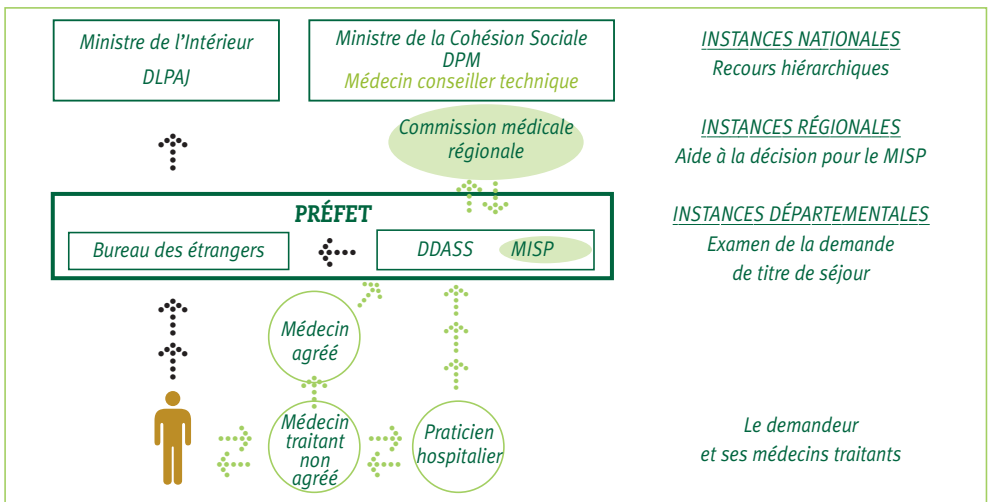 Ministre de l'Intérieur
DLPAJ
Ministre de la Cohésion Sociale
DPM
Médecin conseiller technique
INSTANCES NATIONALES
Recours hiérarchiques
Commission médicale
régionale
INSTANCES RÉGIONALES
Aide à la décision pour le MISP
PRÉFET
Bureau des étrangers
DDASS
MISP
INSTANCES DÉPARTEMENTALES
Examen de la demande
de titre de séjour
Médecin
agréé
Médecin
traitant
non
agréé
Praticien
hospitalier
Le demandeur
et ses médecins traitants